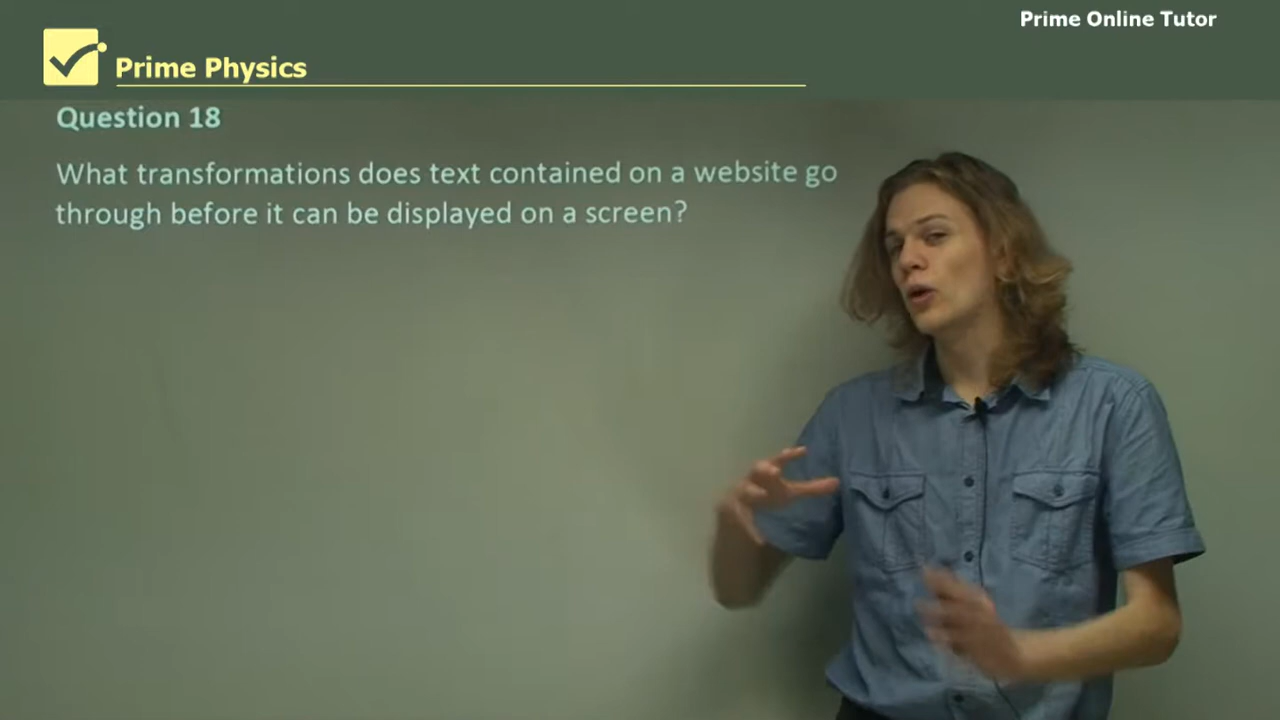 Prime Online Tutor
Prime Physics
Question 18
What transformations does text contained on a website go
through before it can be displayed on a screen?